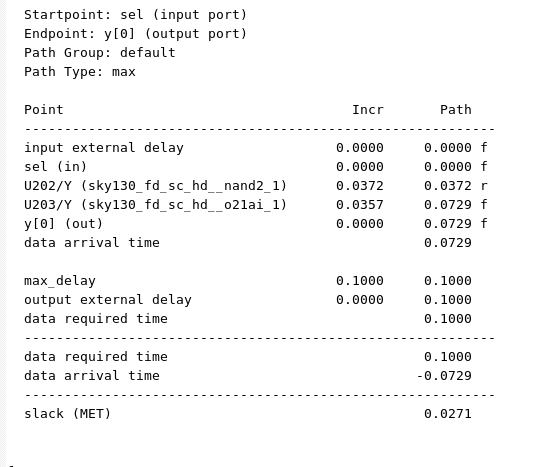 Startpoint: sel (input port)
Endpoint: y[0] (output port)
Path Group: default
Path Type: max
Point Incr Path
-----------------------------------------------------------
input external delay 0.0000 0.0000 f
sel (in) 0.0000 0.0000 f
U202/Y (sky130_fd_sc_hd__nand2_1) 0.0372 0.0372 r
U203/Y (sky130_fd_sc_hd__o21ai_1) 0.0357 0.0729 f
y[0] (out) 0.0000 0.0729 f
data arrival time 0.0729
max_delay 0.1000 0.1000
output external delay 0.0000 0.1000
data required time 0.1000
-----------------------------------------------------------
data required time 0.1000
data arrival time -0.0729
-----------------------------------------------------------
slack (MET) 0.0271